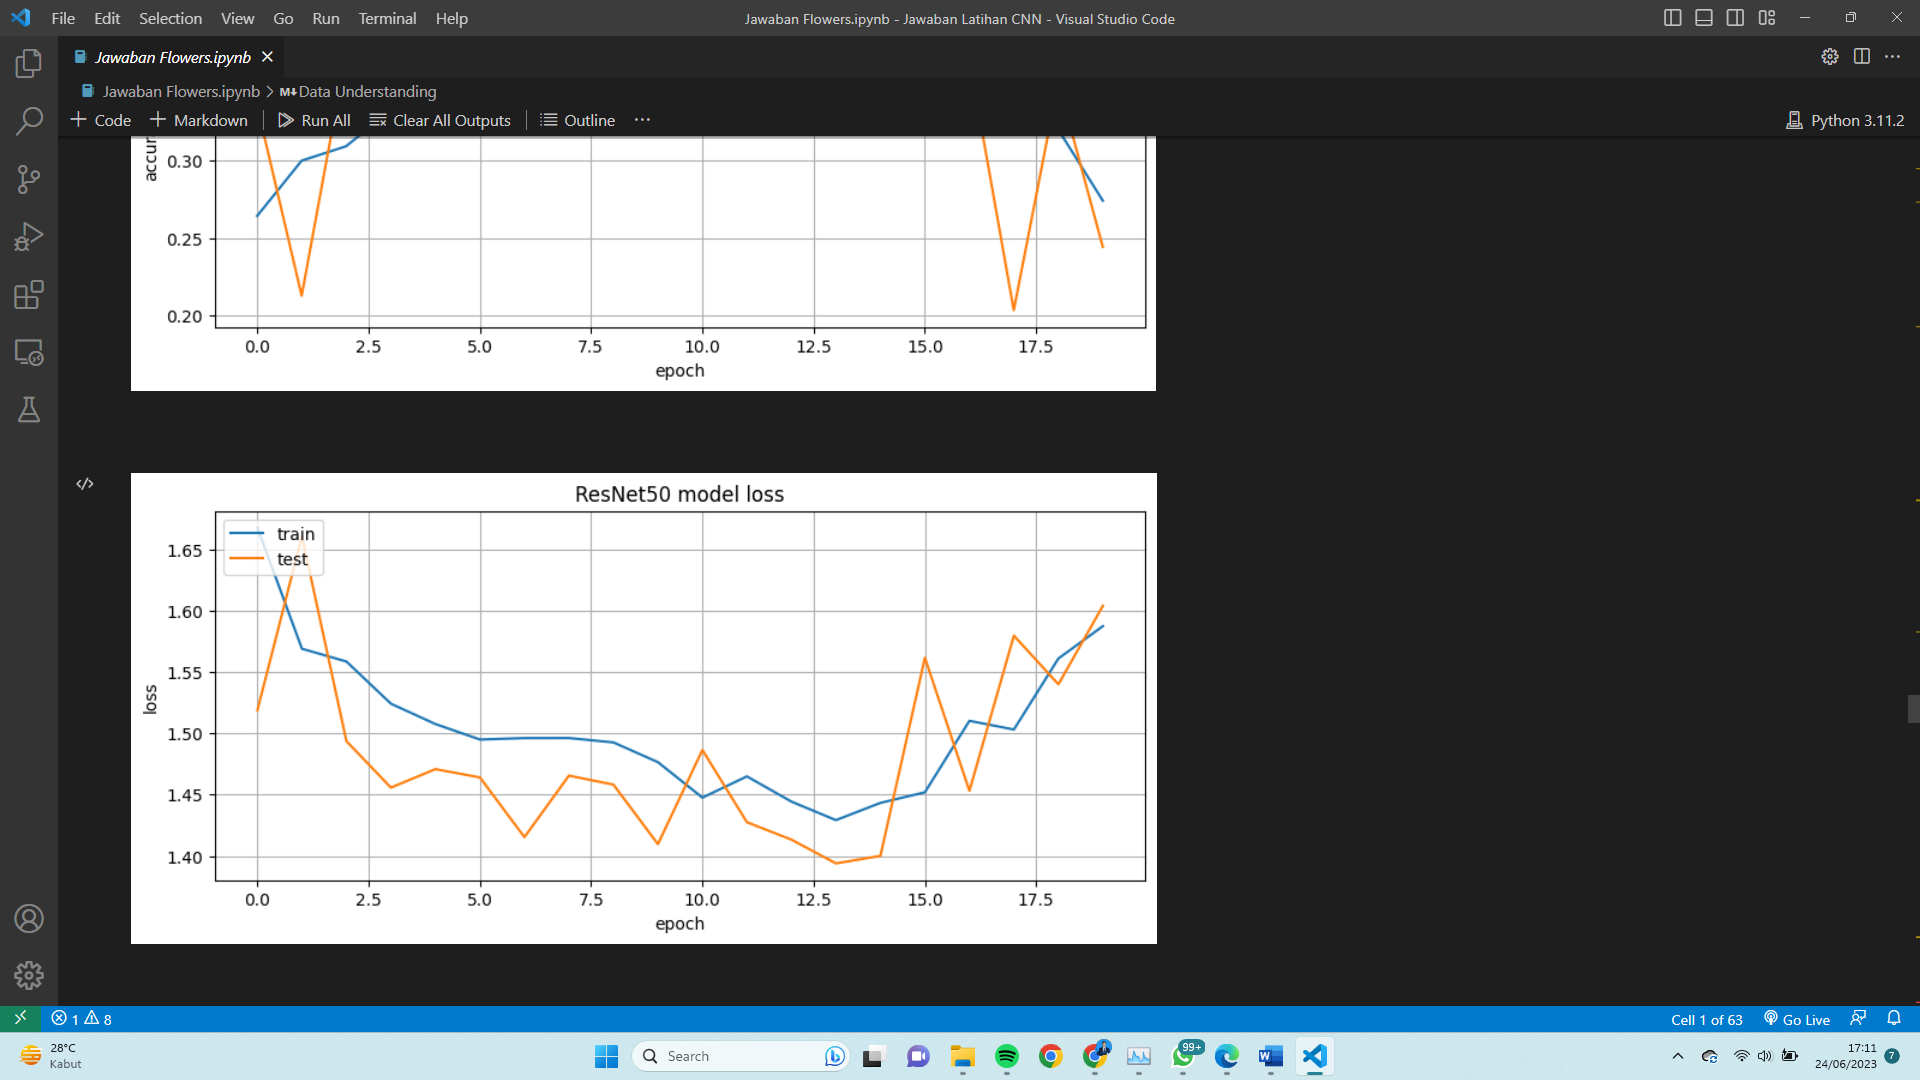 File Edit Selection View Go Run Terminal Help
Jawaban Flowers.ipynb - Jawaban Latihan CNN - Visual Studio Code
Jawaban Flowers.ipynb
Jawaban Flowers.ipynb > M↓Data Understanding
+ Code + Markdown Run All Clear All Outputs Outline ...
Python 3.11.2
accur
0.30
0.25
0.20
0.0 2.5 5.0 7.5 10.0 12.5 15.0 17.5
epoch
ResNet50 model loss
train
test
1.65
1.60
1.55
1.50
1.45
1.40
loss
0.0 2.5 5.0 7.5 10.0 12.5 15.0 17.5
epoch
1 8
Cell 1 of 63 Go Live
28°C
Kabut
Search
99+
17:11
24/06/2023
7